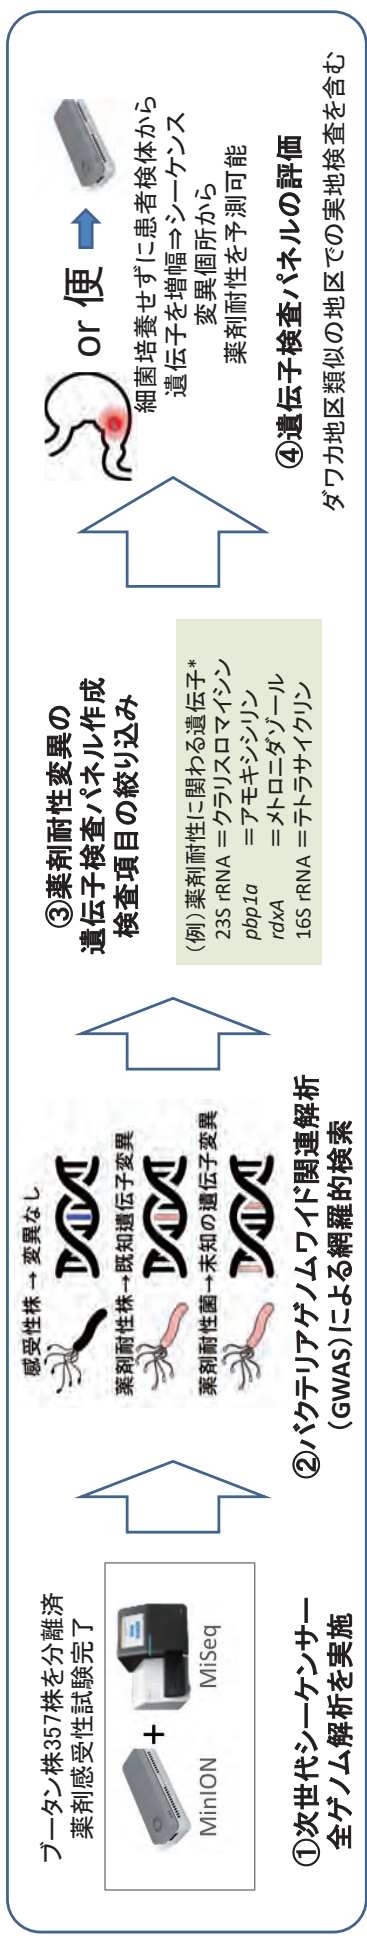 ブータン株357株を分離済
薬剤感受性試験完了
MinION
+
MiSeq
①次世代シーケンサー
全ゲノム解析を実施
感受性株→変異なし
薬剤耐性株→既知遺伝子変異
薬剤耐性菌→未知の遺伝子変異
②バクテリアゲノムワイド関連解析
（GWAS）による網羅的検索
③薬剤耐性変異の
遺伝子検査パネル作成
検査項目の絞り込み
（例）薬剤耐性に関わる遺伝子*
23S rRNA ＝クラリスロマイシン
pbp1a ＝アモキシシリン
rdxA ＝メトロニダゾール
16S rRNA ＝テトラサイクリン
or 便
細菌培養せずに患者検体から
遺伝子を増幅⇒シーケンス
変異個所から
薬剤耐性を予測可能
④遺伝子検査パネルの評価
ダワカ地区類似の地区での実地検査を含む